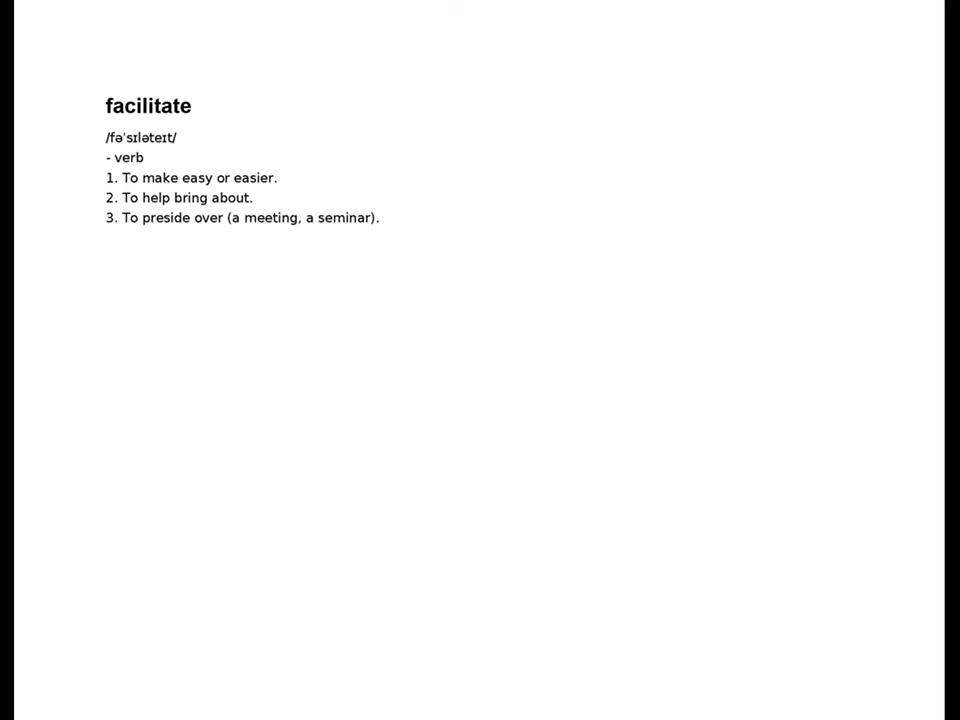 facilitate
/fəˈsɪləteɪt/
- verb
1. To make easy or easier.
2. To help bring about.
3. To preside over (a meeting, a seminar).